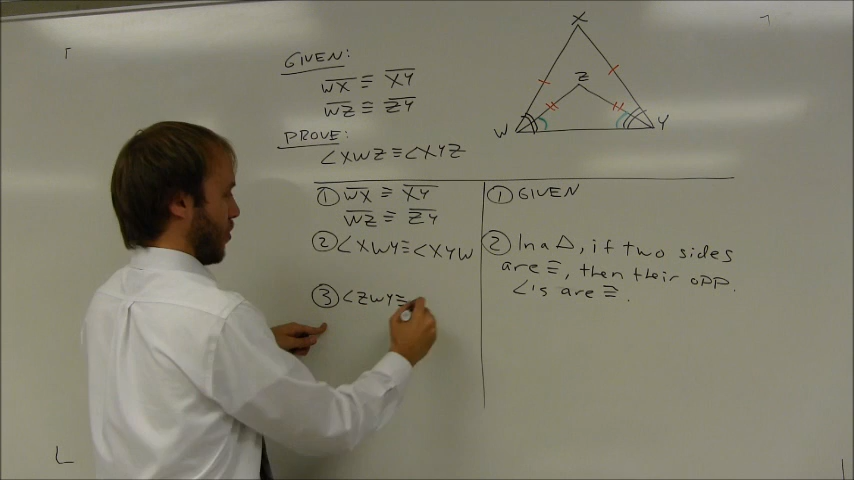 GIVEN:
WX ≅ XY
WZ ≅ ZY
PROVE:
∠XWZ ≅ ∠XYZ
X
Z
W
Y
① WX ≅ XY
WZ ≅ ZY
① GIVEN
② ∠XWY ≅ ∠XYW
② In a △, if two sides
are ≅, then their opp.
∠'s are ≅.
③ ∠ZWY ≅